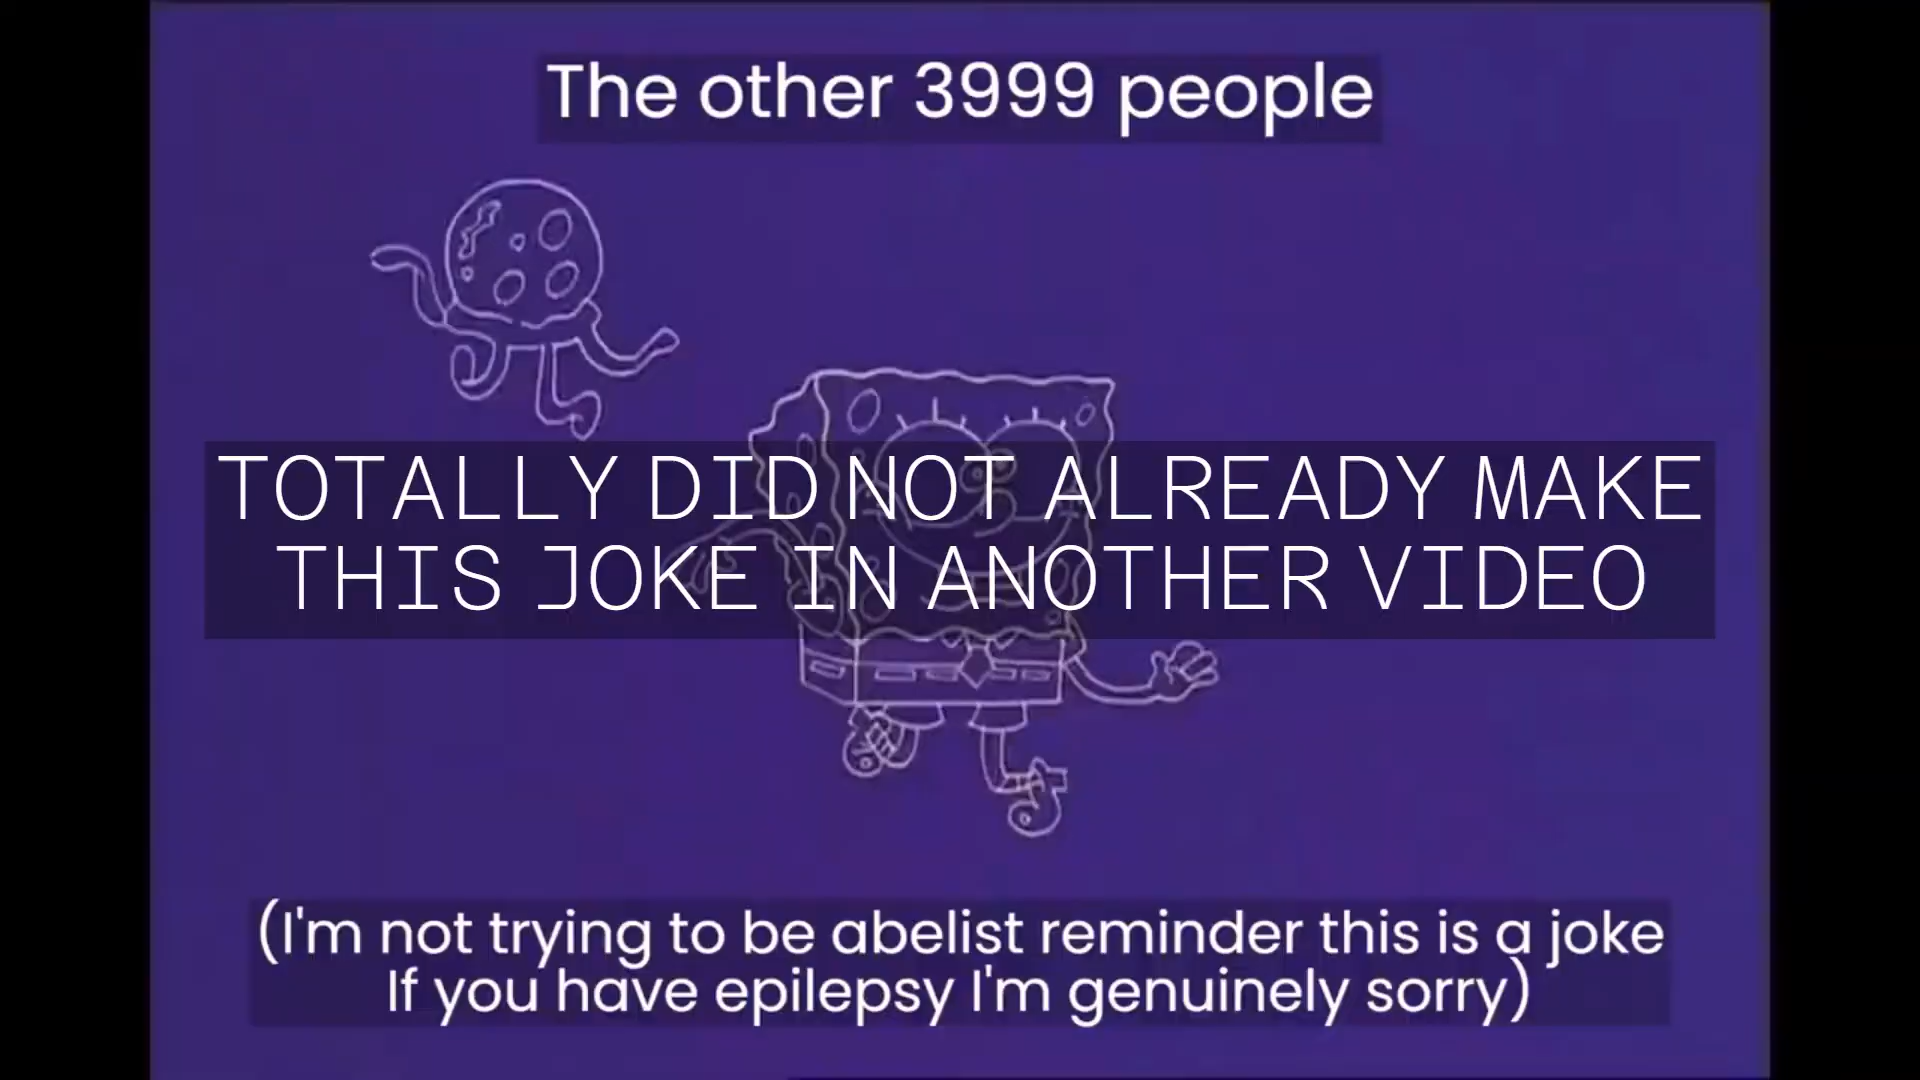 The other 3999 people
TOTALLY DID NOT ALREADY MAKE
THIS JOKE IN ANOTHER VIDEO
(I'm not trying to be abelist reminder this is a joke
If you have epilepsy I'm genuinely sorry)